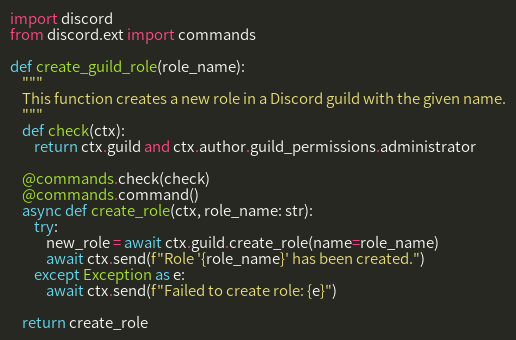 import discord
from discord.ext import commands

def create_guild_role(role_name):
    """
    This function creates a new role in a Discord guild with the given name.
    """
    def check(ctx):
        return ctx.guild and ctx.author.guild_permissions.administrator

    @commands.check(check)
    @commands.command()
    async def create_role(ctx, role_name: str):
        try:
            new_role = await ctx.guild.create_role(name=role_name)
            await ctx.send(f"Role '{role_name}' has been created.")
        except Exception as e:
            await ctx.send(f"Failed to create role: {e}")

    return create_role